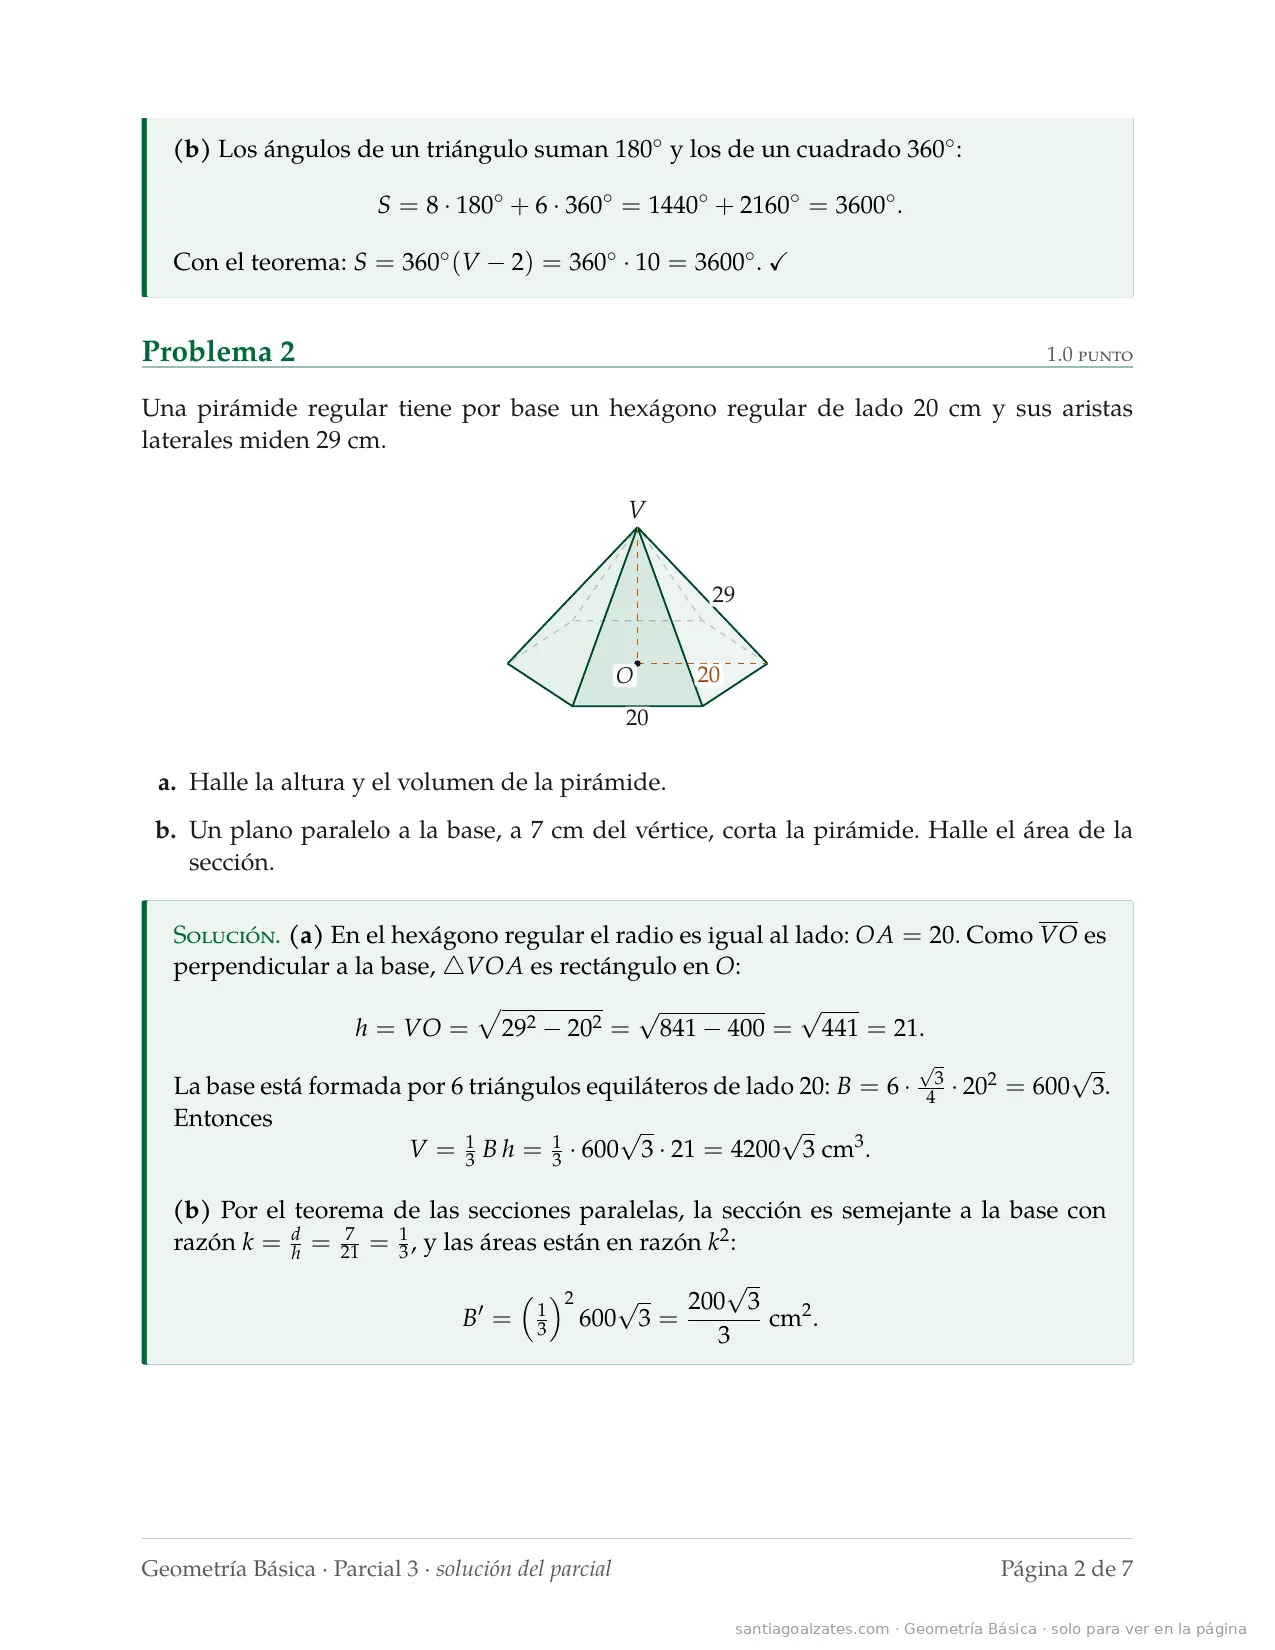 (b) Los ángulos de un triángulo suman 180° y los de un cuadrado 360°:
S = 8 · 180° + 6 · 360° = 1440° + 2160° = 3600°.
Con el teorema: S = 360°(V − 2) = 360° · 10 = 3600°. ✓
Problema 2
1.0 PUNTO
Una pirámide regular tiene por base un hexágono regular de lado 20 cm y sus aristas
laterales miden 29 cm.
V
29
O
20
20
a. Halle la altura y el volumen de la pirámide.
b. Un plano paralelo a la base, a 7 cm del vértice, corta la pirámide. Halle el área de la
sección.
SOLUCIÓN. (a) En el hexágono regular el radio es igual al lado: OA = 20. Como V̅O̅ es
perpendicular a la base, △VOA es rectángulo en O:
h = VO = √(29² − 20²) = √(841 − 400) = √441 = 21.
La base está formada por 6 triángulos equiláteros de lado 20: B = 6 · √3/4 · 20² = 600√3.
Entonces
V = 1/3 B h = 1/3 · 600√3 · 21 = 4200√3 cm³.
(b) Por el teorema de las secciones paralelas, la sección es semejante a la base con
razón k = d/h = 7/21 = 1/3, y las áreas están en razón k²:
B′ = (1/3)² 600√3 = 200√3/3 cm².
Geometría Básica · Parcial 3 · solución del parcial
Página 2 de 7
santiagoalzates.com · Geometría Básica · solo para ver en la página